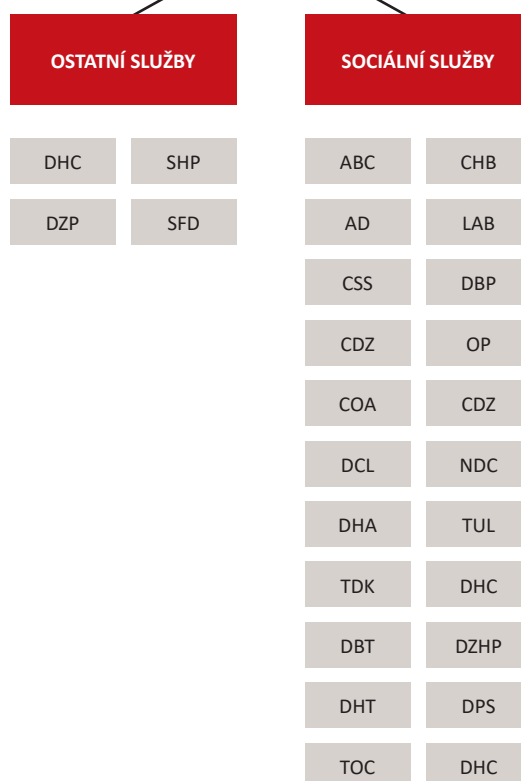 OSTATNÍ SLUŽBY
DHC SHP
DZP SFD
SOCIÁLNÍ SLUŽBY
ABC CHB
AD LAB
CSS DBP
CDZ OP
COA CDZ
DCL NDC
DHA TUL
TDK DHC
DBT DZHP
DHT DPS
TOC DHC